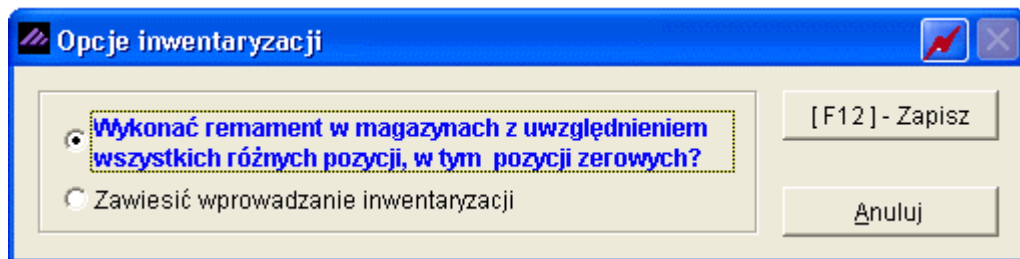 Opcje inwentaryzacji
Wykonać remament w magazynach z uwzględnieniem
wszystkich różnych pozycji, w tym pozycji zerowych?
Zawiesić wprowadzanie inwentaryzacji
[ F12 ] - Zapisz
Anuluj